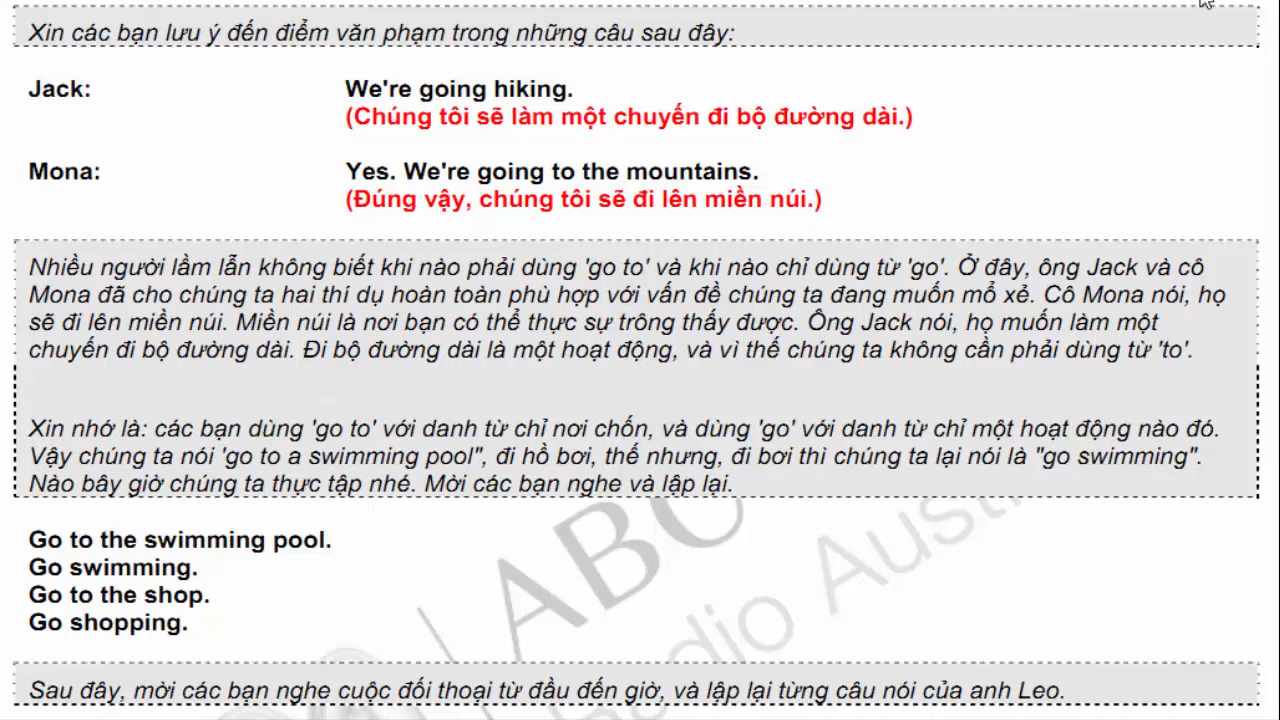 Xin các bạn lưu ý đến điểm văn phạm trong những câu sau đây:
Jack: We're going hiking.
(Chúng tôi sẽ làm một chuyến đi bộ đường dài.)
Mona: Yes. We're going to the mountains.
(Đúng vậy, chúng tôi sẽ đi lên miền núi.)
Nhiều người lầm lẫn không biết khi nào phải dùng 'go to' và khi nào chỉ dùng từ 'go'. Ở đây, ông Jack và cô
Mona đã cho chúng ta hai thí dụ hoàn toàn phù hợp với vấn đề chúng ta đang muốn mổ xẻ. Cô Mona nói, họ
sẽ đi lên miền núi. Miền núi là nơi bạn có thể thực sự trông thấy được. Ông Jack nói, họ muốn làm một
chuyến đi bộ đường dài. Đi bộ đường dài là một hoạt động, và vì thế chúng ta không cần phải dùng từ 'to'.
Xin nhớ là: các bạn dùng 'go to' với danh từ chỉ nơi chốn, và dùng 'go' với danh từ chỉ một hoạt động nào đó.
Vậy chúng ta nói 'go to a swimming pool", đi hồ bơi, thế nhưng, đi bơi thì chúng ta lại nói là "go swimming".
Nào bây giờ chúng ta thực tập nhé. Mời các bạn nghe và lập lại.
Go to the swimming pool.
Go swimming.
Go to the shop.
Go shopping.
Sau đây, mời các bạn nghe cuộc đối thoại từ đầu đến giờ, và lập lại từng câu nói của anh Leo.
ABC